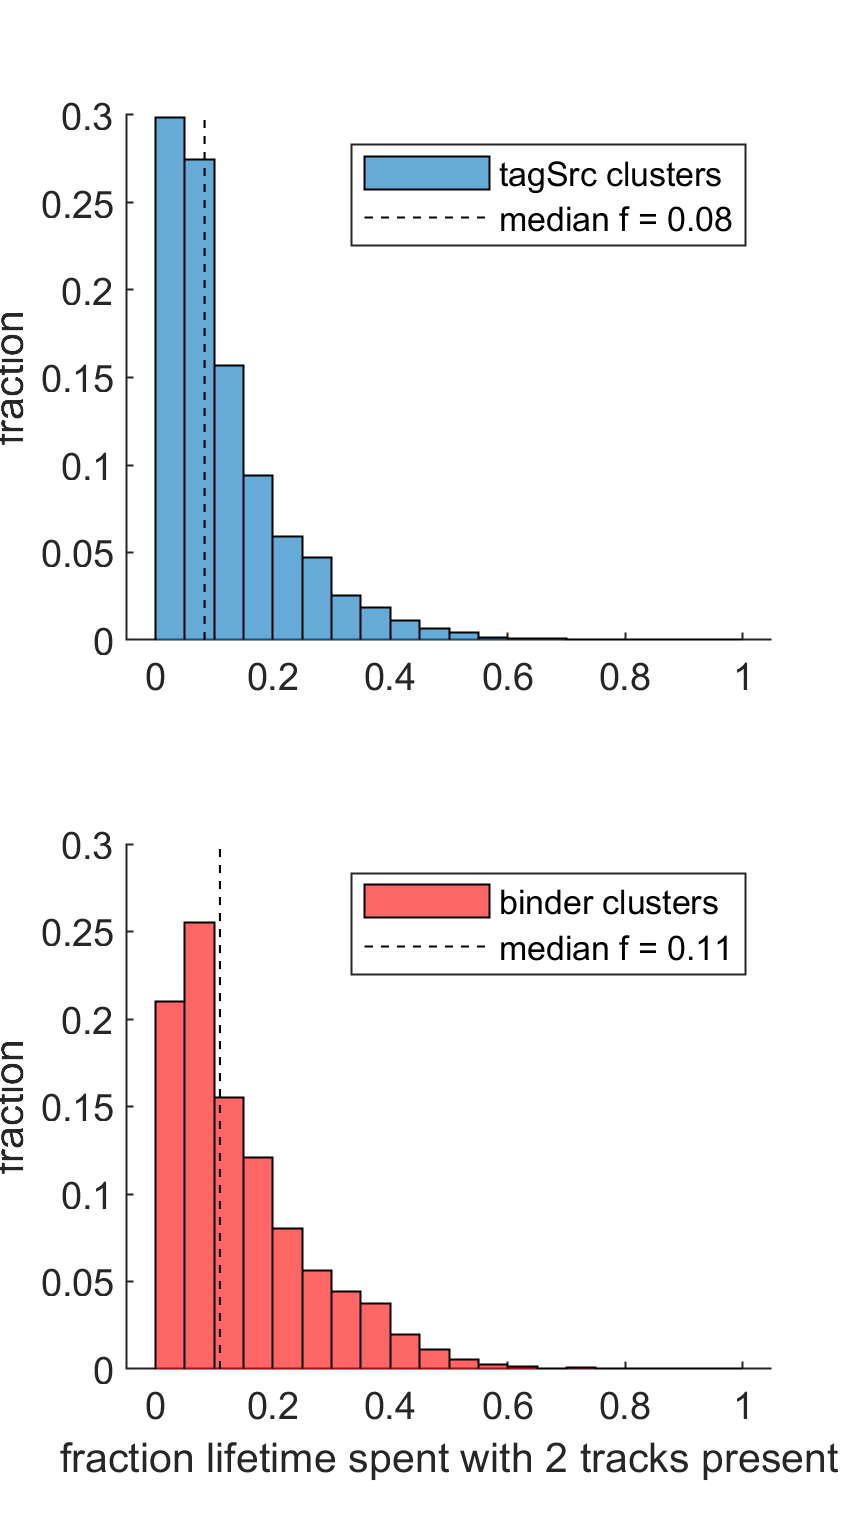 0.3
0.25
0.2
0.15
0.1
0.05
0
fraction
tagSrc clusters
median f = 0.08
0 0.2 0.4 0.6 0.8 1
0.3
0.25
0.2
0.15
0.1
0.05
0
fraction
binder clusters
median f = 0.11
0 0.2 0.4 0.6 0.8 1
fraction lifetime spent with 2 tracks present